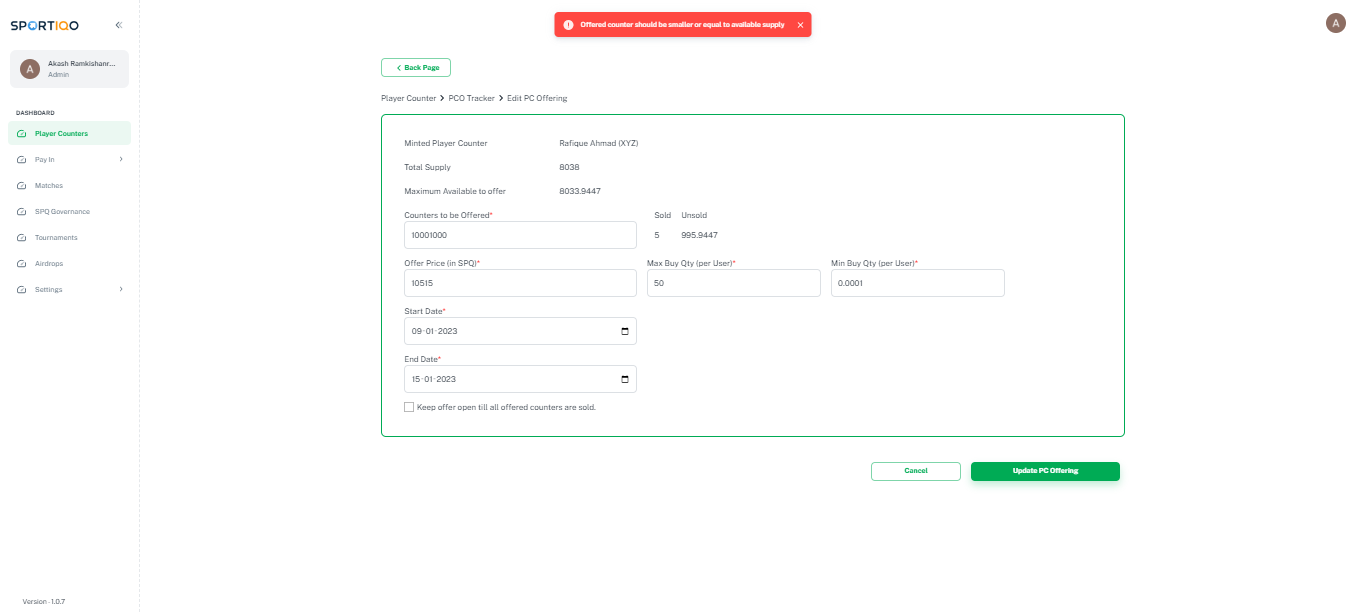 SPORTIQO
Offered counter should be smaller or equal to available supply
A
A
Akash Ramkishanr...
Admin
DASHBOARD
Player Counters
Pay In
Matches
SPQ Governance
Tournaments
Airdrops
Settings
Version - 1.0.7
Back Page
Player Counter > PCO Tracker > Edit PC Offering
Minted Player Counter Rafique Ahmad (XYZ)
Total Supply 8038
Maximum Available to offer 8033.9447
Counters to be Offered* Sold Unsold
10001000 5 995.9447
Offer Price (in SPQ)* Max Buy Qty (per User)* Min Buy Qty (per User)*
10515 50 0.0001
Start Date*
09-01-2023
End Date*
15-01-2023
Keep offer open till all offered counters are sold.
Cancel Update PC Offering